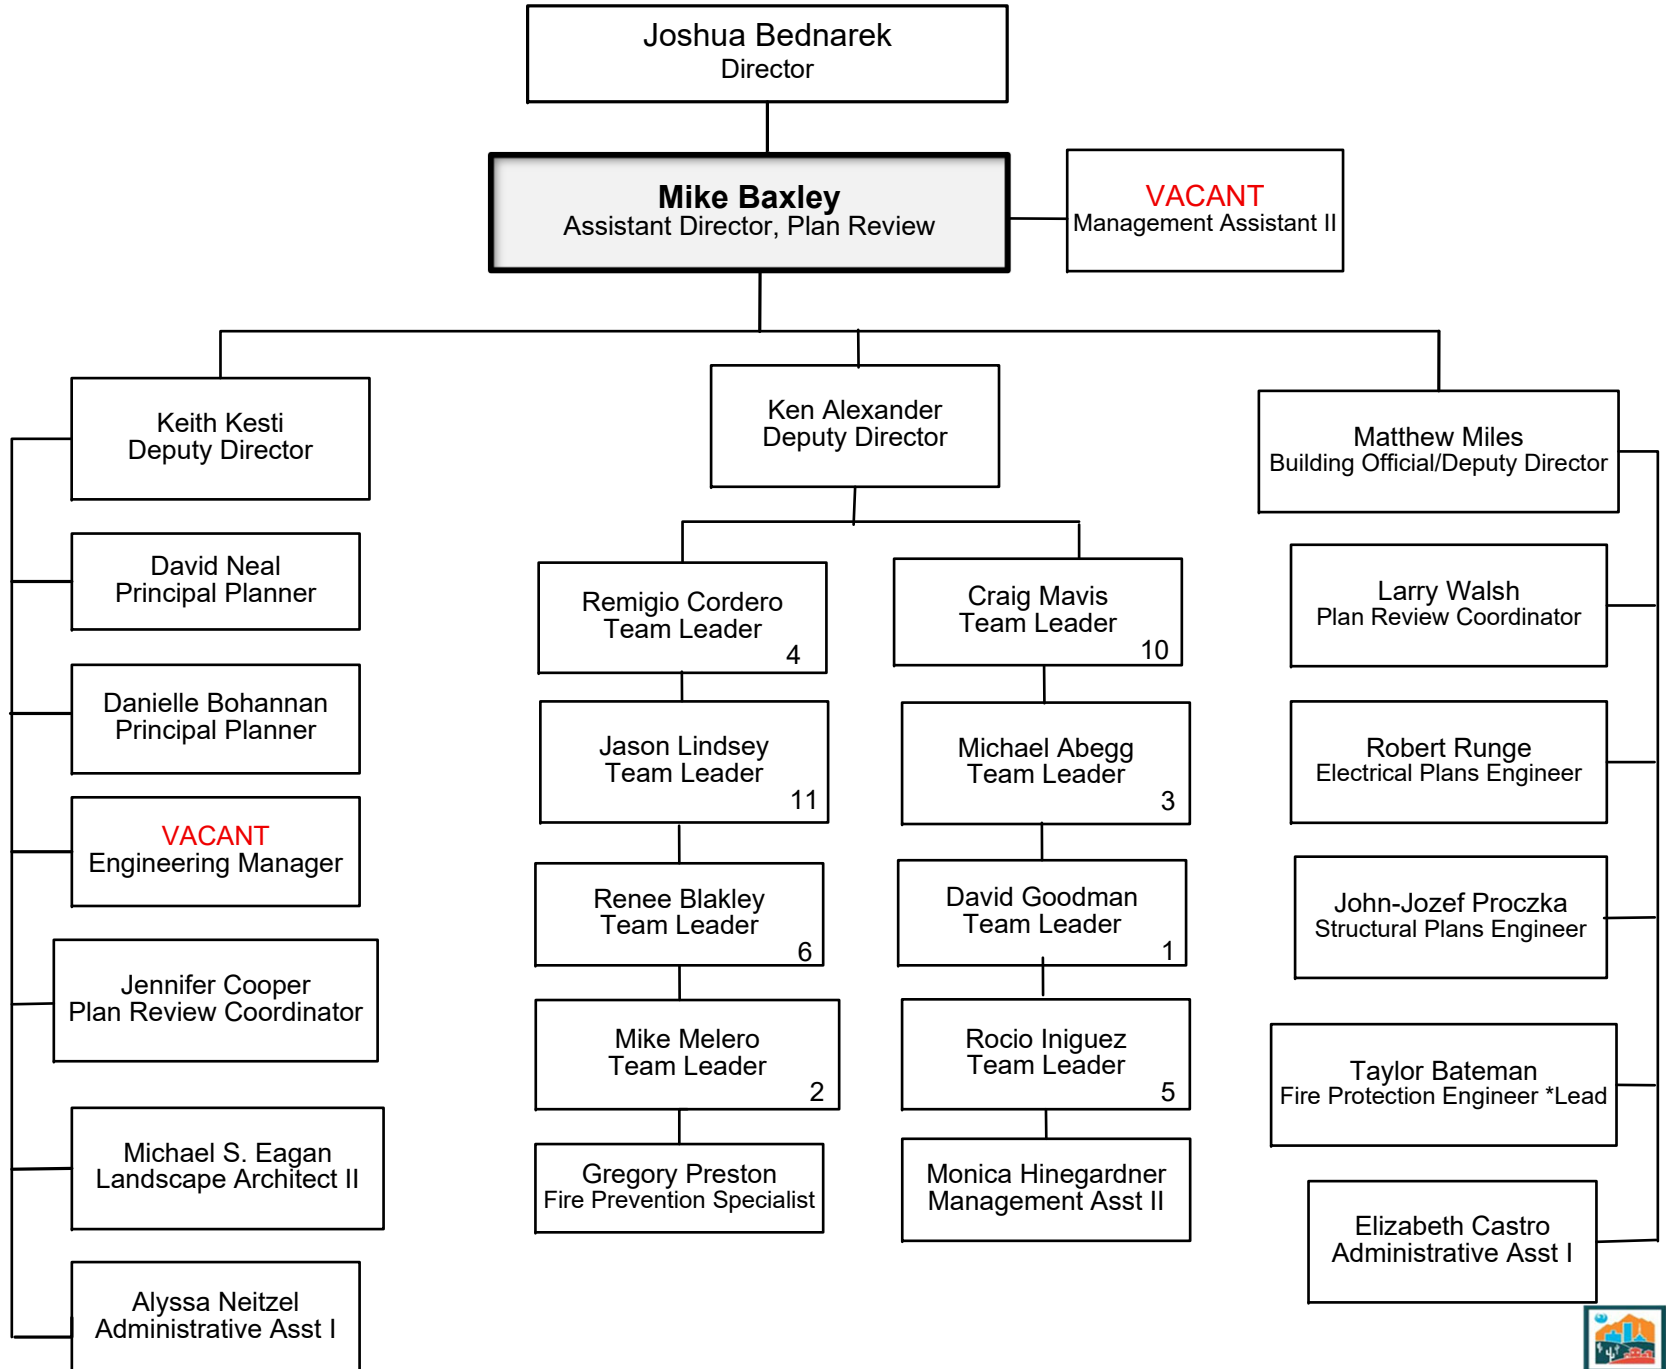 Joshua Bednarek
Director
Mike Baxley
Assistant Director, Plan Review
VACANT
Management Assistant II
Keith Kesti
Deputy Director
David Neal
Principal Planner
Danielle Bohannan
Principal Planner
VACANT
Engineering Manager
Jennifer Cooper
Plan Review Coordinator
Michael S. Eagan
Landscape Architect II
Alyssa Neitzel
Administrative Asst I
Ken Alexander
Deputy Director
Remigio Cordero
Team Leader
4
Jason Lindsey
Team Leader
11
Renee Blakley
Team Leader
6
Mike Melero
Team Leader
2
Gregory Preston
Fire Prevention Specialist
Craig Mavis
Team Leader
10
Michael Abegg
Team Leader
3
David Goodman
Team Leader
1
Rocio Iniguez
Team Leader
5
Monica Hinegardner
Management Asst II
Matthew Miles
Building Official/Deputy Director
Larry Walsh
Plan Review Coordinator
Robert Runge
Electrical Plans Engineer
John-Jozef Proczka
Structural Plans Engineer
Taylor Bateman
Fire Protection Engineer *Lead
Elizabeth Castro
Administrative Asst I